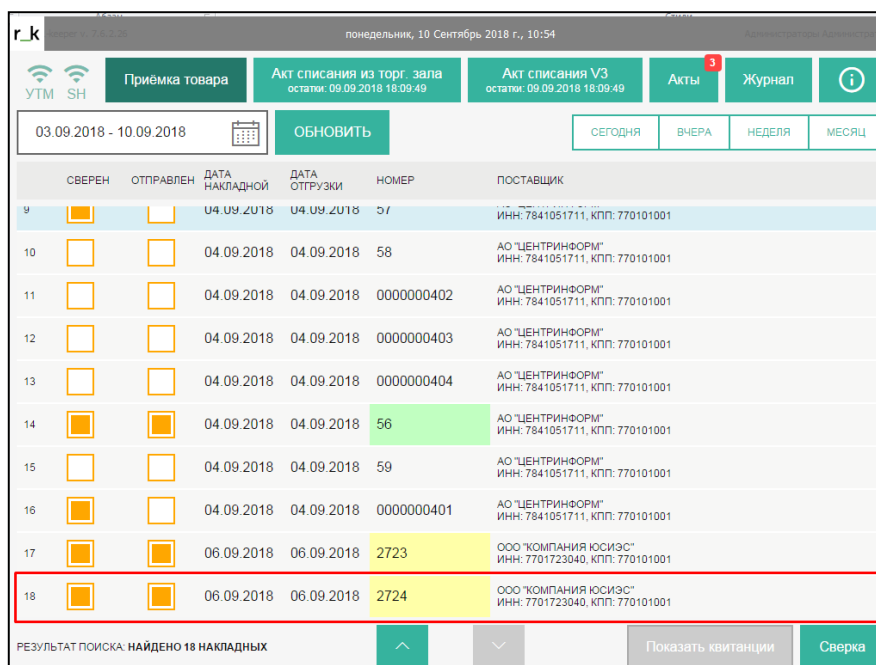 r_k keeper v. 7.6.2.26 понедельник, 10 Сентябрь 2018 г., 10:54
УТМ SH Приёмка товара Акт списания из торг. зала Акт списания V3 Акты 3 Журнал i
остатки: 09.09.2018 18:09:49 остатки: 09.09.2018 18:09:49
03.09.2018 - 10.09.2018 ОБНОВИТЬ СЕГОДНЯ ВЧЕРА НЕДЕЛЯ МЕСЯЦ
СВЕРЕН ОТПРАВЛЕН ДАТА НАКЛАДНОЙ ДАТА ОТГРУЗКИ НОМЕР ПОСТАВЩИК
9 04.09.2018 04.09.2018 57
ИНН: 7841051711, КПП: 770101001
10 04.09.2018 04.09.2018 58 АО "ЦЕНТРИНФОРМ"
ИНН: 7841051711, КПП: 770101001
11 04.09.2018 04.09.2018 0000000402 АО "ЦЕНТРИНФОРМ"
ИНН: 7841051711, КПП: 770101001
12 04.09.2018 04.09.2018 0000000403 АО "ЦЕНТРИНФОРМ"
ИНН: 7841051711, КПП: 770101001
13 04.09.2018 04.09.2018 0000000404 АО "ЦЕНТРИНФОРМ"
ИНН: 7841051711, КПП: 770101001
14 04.09.2018 04.09.2018 56 АО "ЦЕНТРИНФОРМ"
ИНН: 7841051711, КПП: 770101001
15 04.09.2018 04.09.2018 59 АО "ЦЕНТРИНФОРМ"
ИНН: 7841051711, КПП: 770101001
16 04.09.2018 04.09.2018 0000000401 АО "ЦЕНТРИНФОРМ"
ИНН: 7841051711, КПП: 770101001
17 06.09.2018 06.09.2018 2723 ООО "КОМПАНИЯ ЮСИЭС"
ИНН: 7701723040, КПП: 770101001
18 06.09.2018 06.09.2018 2724 ООО "КОМПАНИЯ ЮСИЭС"
ИНН: 7701723040, КПП: 770101001
РЕЗУЛЬТАТ ПОИСКА: НАЙДЕНО 18 НАКЛАДНЫХ Показать квитанции Сверка